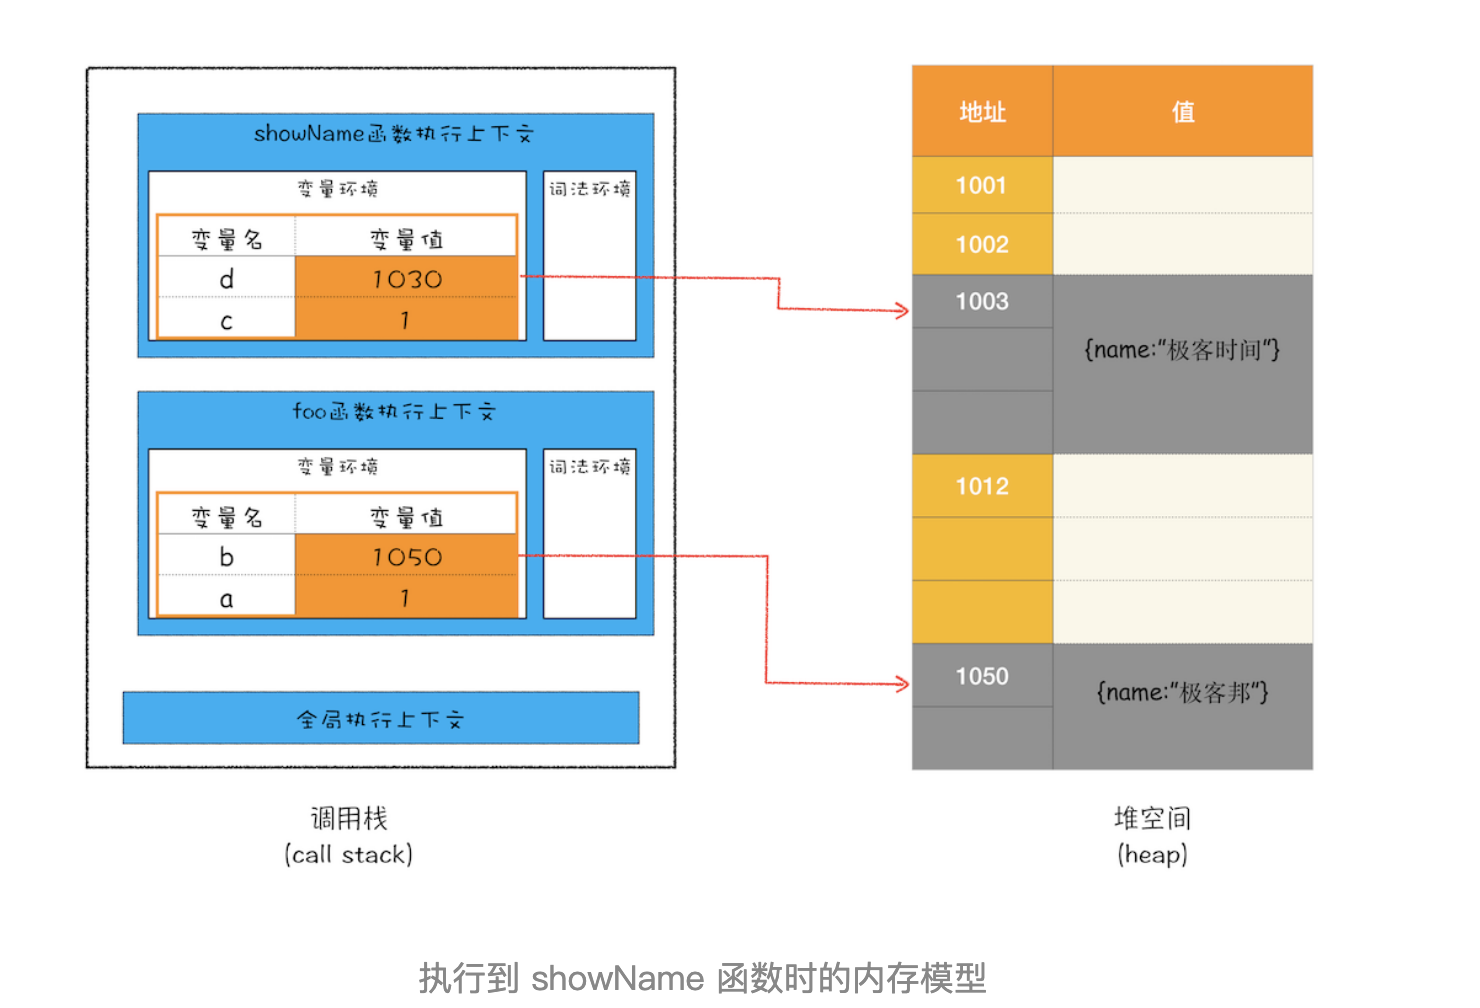 showName函数执行上下文
变量环境
词法环境
变量名 变量值
d 1030
c 1
foo函数执行上下文
变量环境
词法环境
变量名 变量值
b 1050
a 1
全局执行上下文
调用栈
(call stack)
地址 值
1001
1002
1003
{name:"极客时间"}
1012
1050
{name:"极客邦"}
堆空间
(heap)
执行到 showName 函数时的内存模型